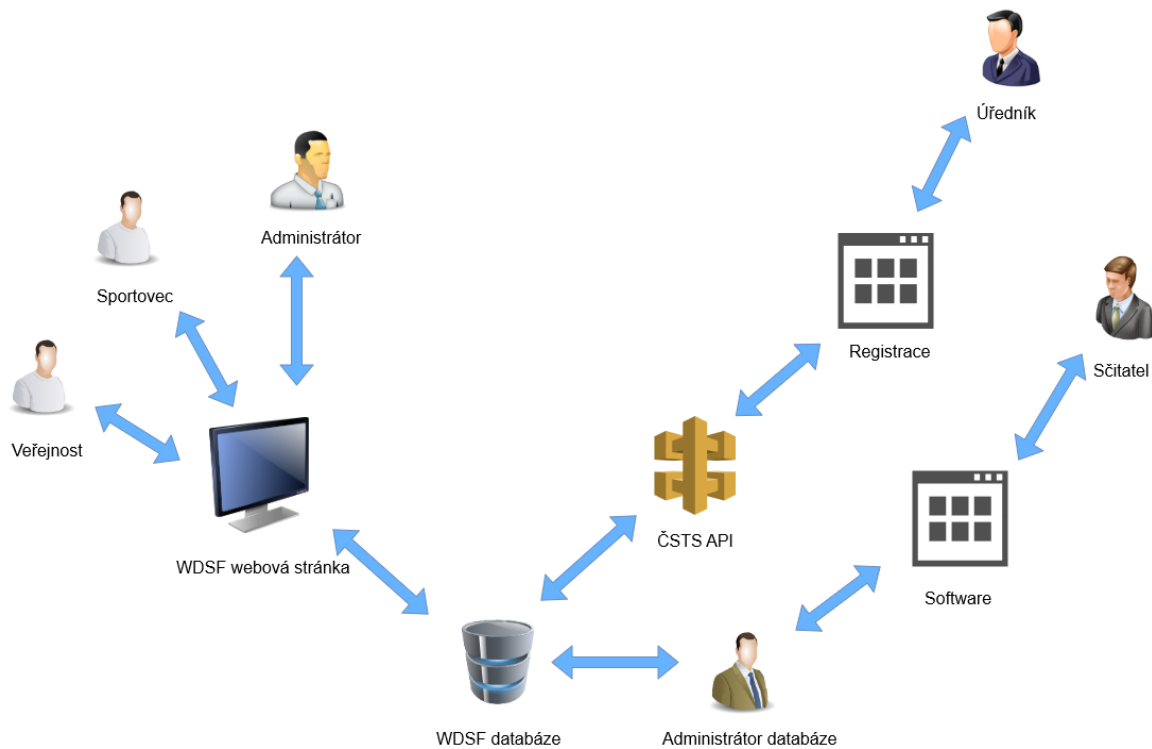 Úředník
Administrátor
Sportovec
Registrace
Sčitatel
Veřejnost
ČSTS API
WDSF webová stránka
Software
WDSF databáze
Administrátor databáze